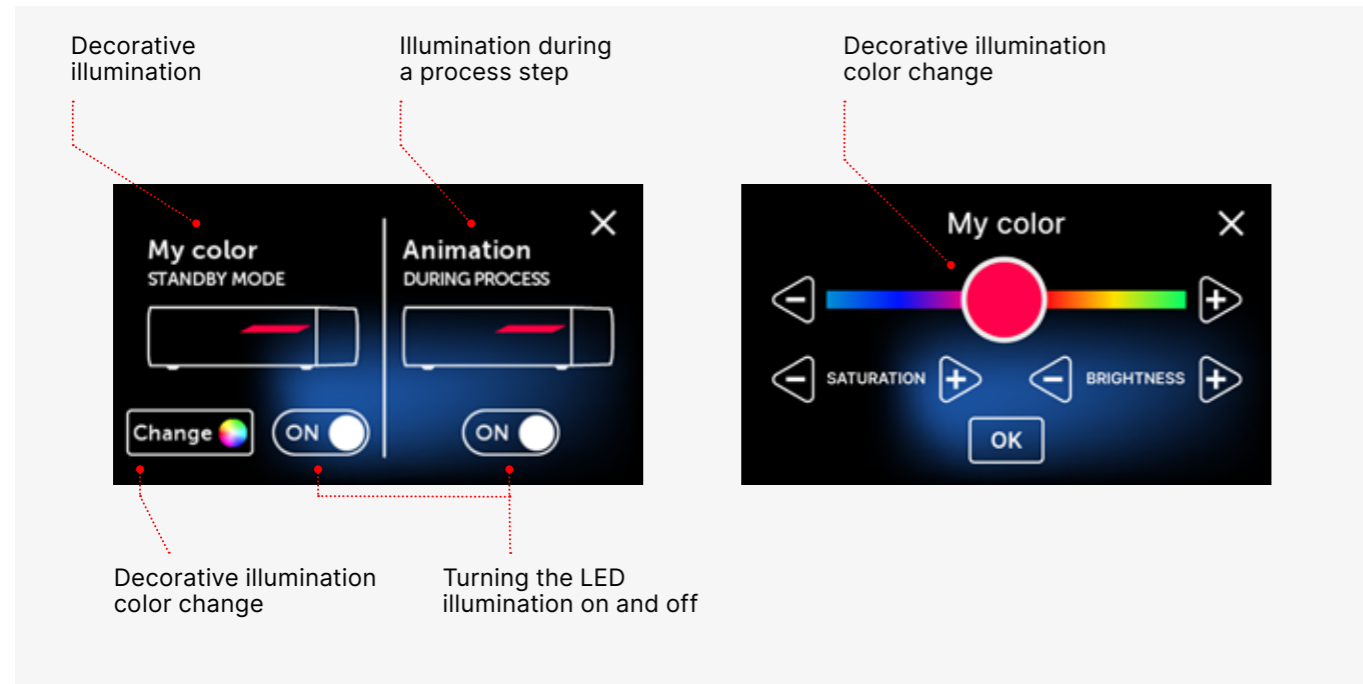 Decorative
illumination
Illumination during
a process step
Decorative illumination
color change
My color
STANDBY MODE
Animation
DURING PROCESS
Change
ON
ON
My color
SATURATION
BRIGHTNESS
OK
Decorative illumination
color change
Turning the LED
illumination on and off